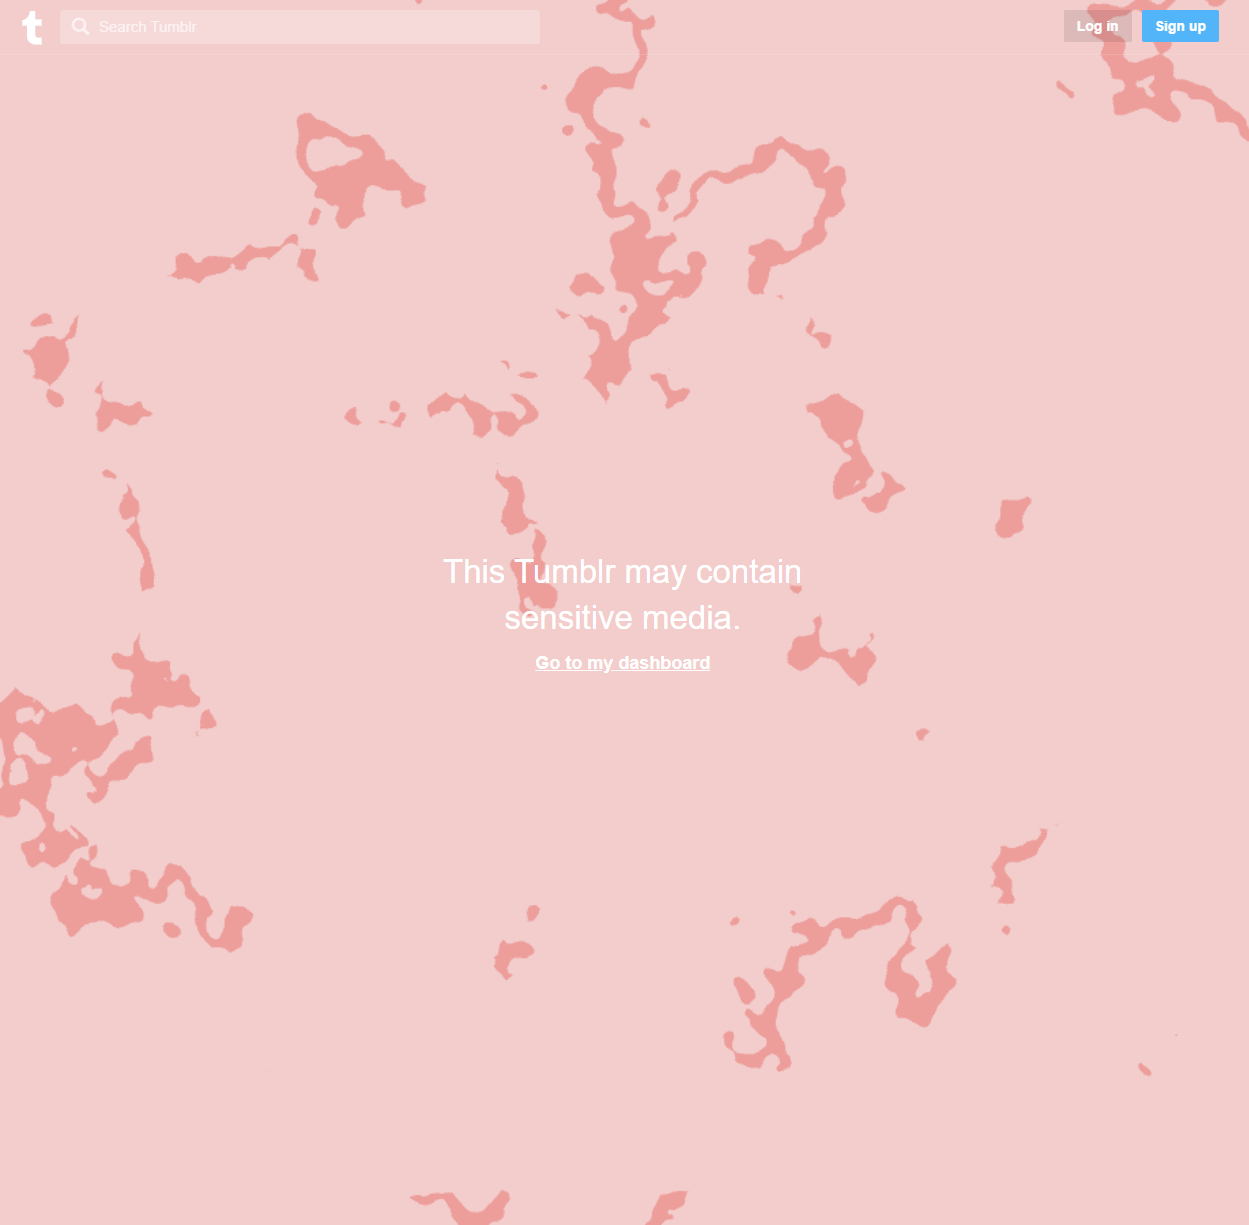 t Search Tumblr Log in Sign up
This Tumblr may contain
sensitive media.
Go to my dashboard